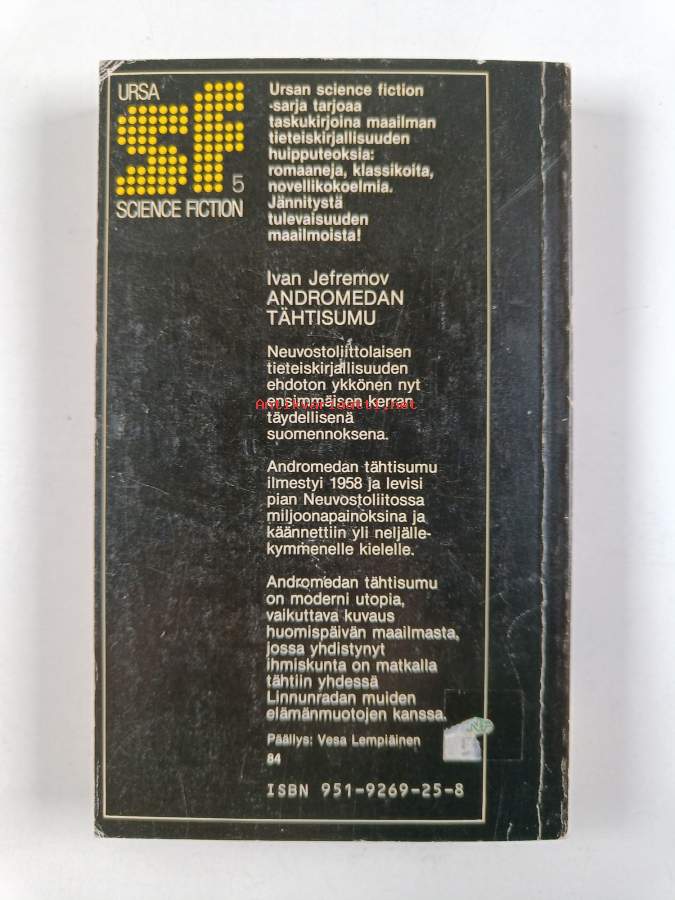 URSA
sf
5
SCIENCE FICTION
Ursan science fiction
-sarja tarjoaa
taskukirjoina maailman
tieteiskirjallisuuden
huipputeoksia:
romaaneja, klassikoita,
novellikokoelmia.
Jännitystä
tulevaisuuden
maailmoista!
Ivan Jefremov
ANDROMEDAN
TÄHTISUMU
Neuvostoliittolaisen
tieteiskirjallisuuden
ehdoton ykkönen nyt
ensimmäisen kerran
Antikvariaatti.net
täydellisenä
suomennoksena.
Andromedan tähtisumu
ilmestyi 1958 ja levisi
pian Neuvostoliitossa
miljoonapainoksina ja
käännettiin yli neljälle-
kymmenelle kielelle.
Andromedan tähtisumu
on moderni utopia,
vaikuttava kuvaus
huomispäivän maailmasta,
jossa yhdistynyt
ihmiskunta on matkalla
tähtiin yhdessä
Linnunradan muiden
elämänmuotojen kanssa.
Päällys: Vesa Lempiäinen
84
ISBN 951-9269-25-8